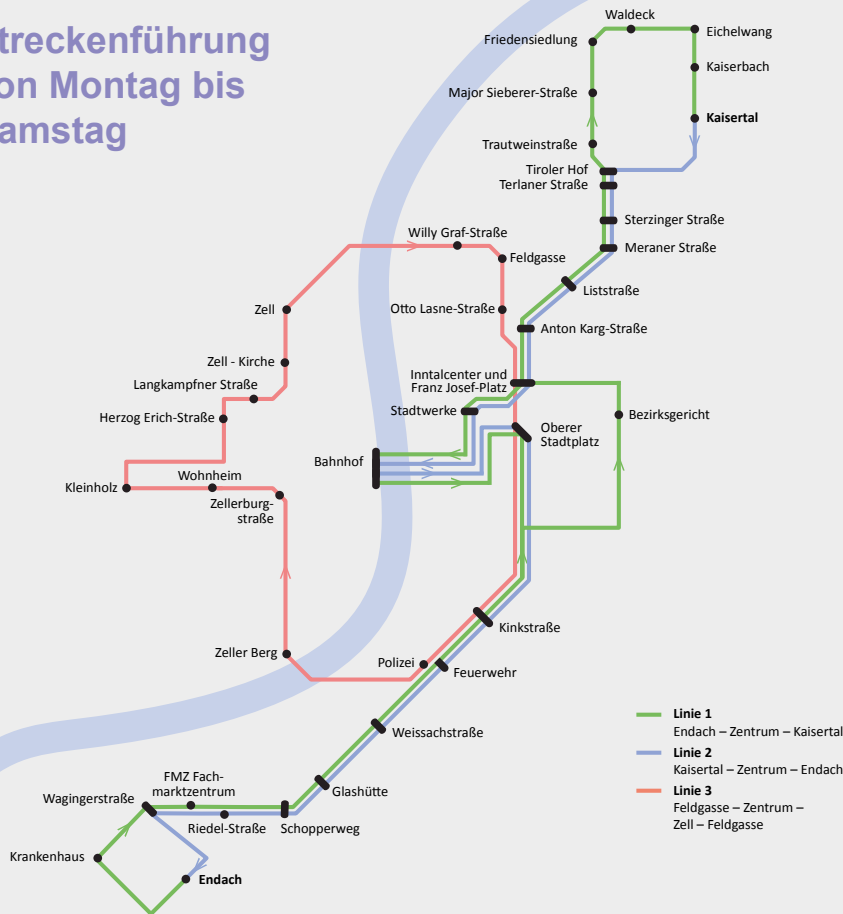 treckenführung
on Montag bis
amstag
Waldeck
Eichelwang
Friedensiedlung
Kaiserbach
Major Sieberer-Straße
Kaisertal
Trautweinstraße
Tiroler Hof
Terlaner Straße
Sterzinger Straße
Willy Graf-Straße
Meraner Straße
Feldgasse
Liststraße
Zell
Otto Lasne-Straße
Anton Karg-Straße
Zell - Kirche
Inntalcenter und
Franz Josef-Platz
Langkampfner Straße
Stadtwerke
Herzog Erich-Straße
Bezirksgericht
Oberer
Stadtplatz
Bahnhof
Wohnheim
Kleinholz
Zellerburg-
straße
Kinkstraße
Zeller Berg
Polizei
Feuerwehr
Weissachstraße
Linie 1
Endach – Zentrum – Kaisertal
Linie 2
Kaisertal – Zentrum – Endach
Linie 3
Feldgasse – Zentrum –
Zell – Feldgasse
FMZ Fach-
marktzentrum
Glashütte
Wagingerstraße
Riedel-Straße
Schopperweg
Krankenhaus
Endach